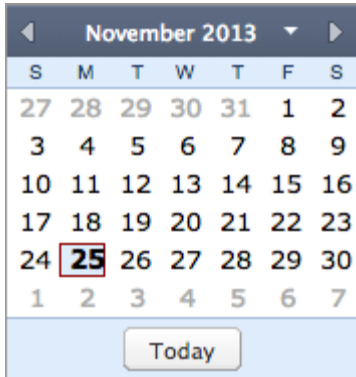 November 2013
S M T W T F S
27 28 29 30 31 1 2
3 4 5 6 7 8 9
10 11 12 13 14 15 16
17 18 19 20 21 22 23
24 25 26 27 28 29 30
1 2 3 4 5 6 7
Today